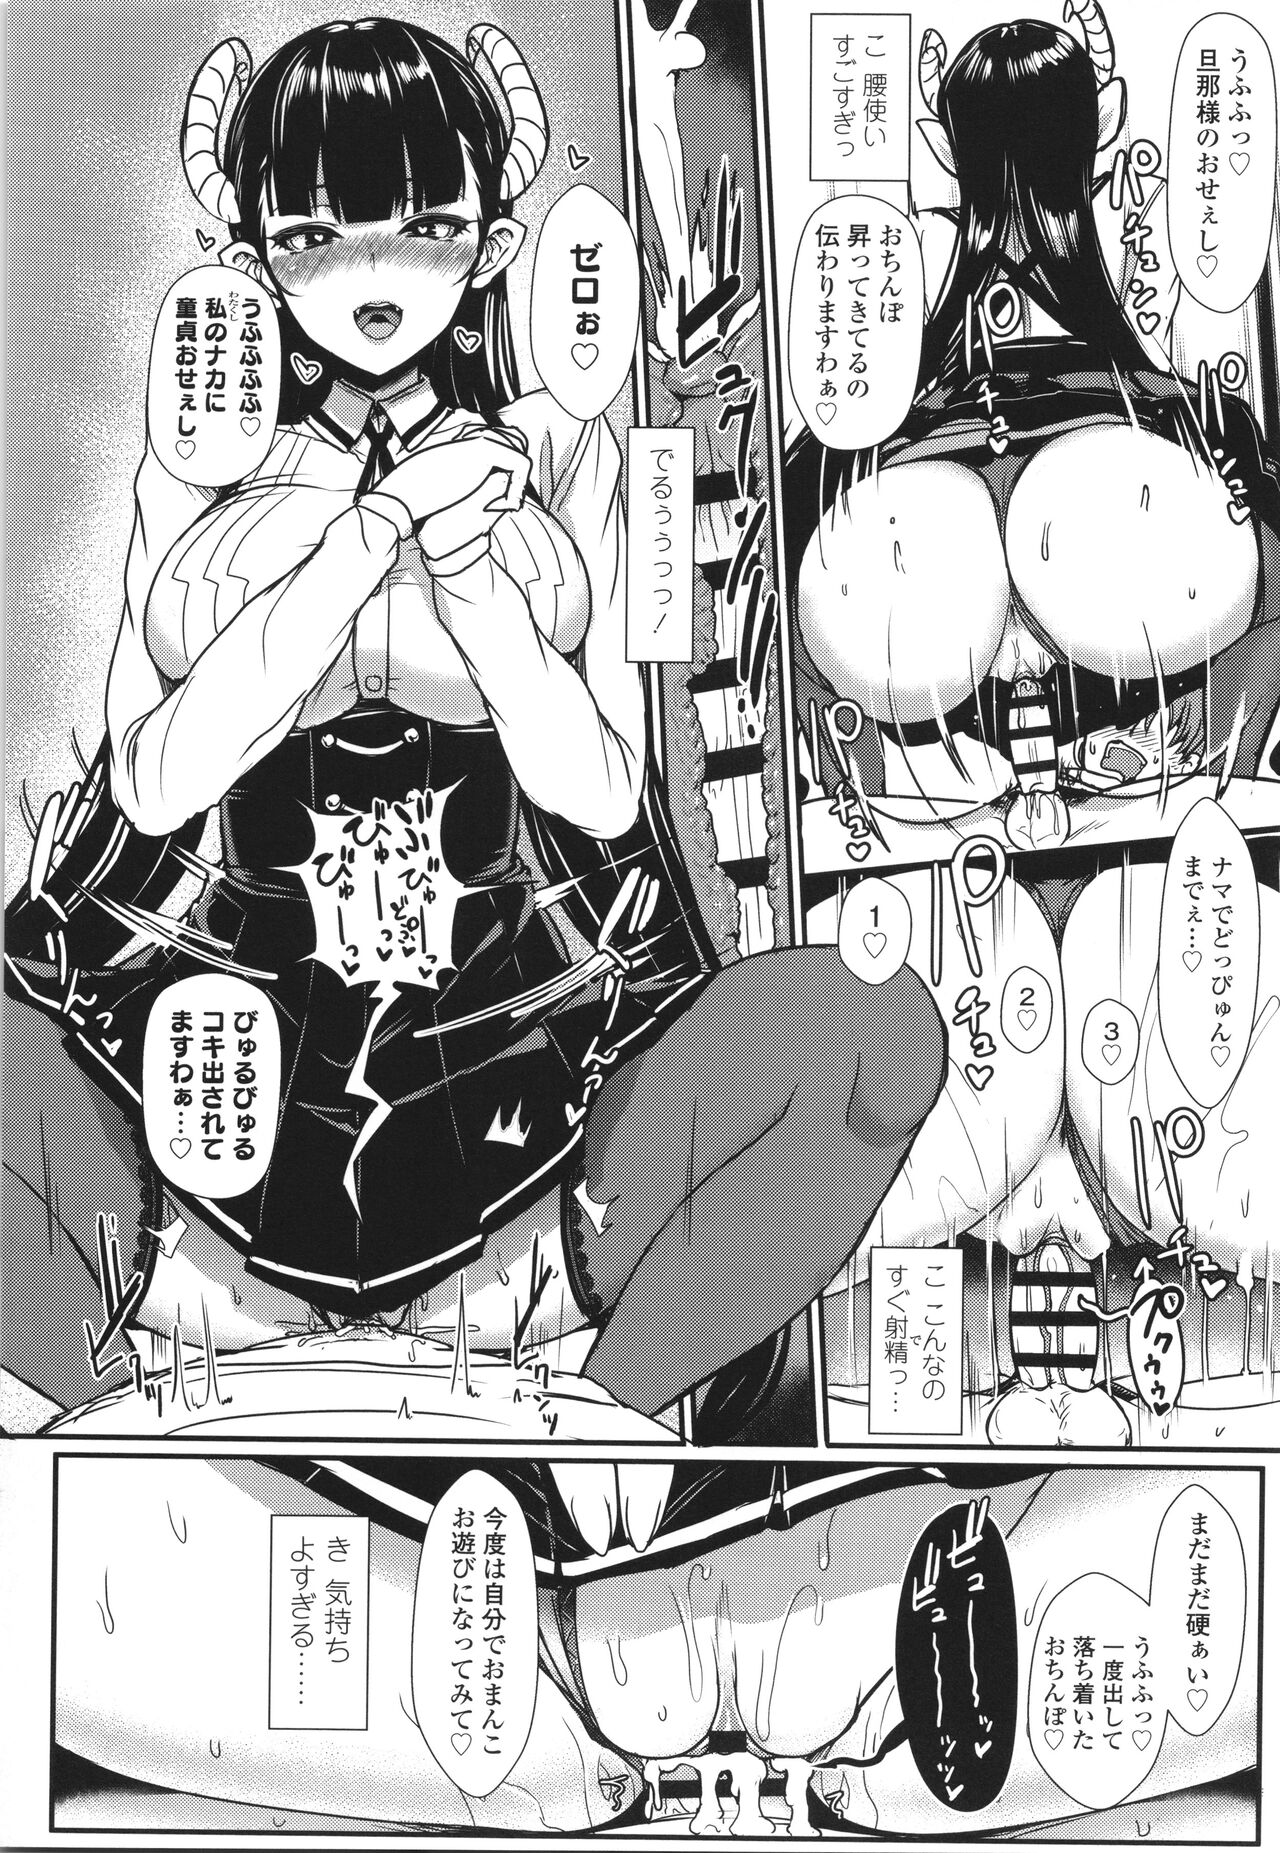 うふふっ♡
旦那様のおせぇし♡
こ 腰使い
すごすぎっ
おちんぽ
昇ってきてるの
伝わりますわぁ♡
ナマでどっぴゅん♡
までぇ…♡
1♡
2♡
3♡
こ こんなの
すぐ射精っ…
で
でるぅうっっ！
ゼロぉ♡
うふふふふ♡
私のナカに
わたくし
童貞おせぇし♡
びゅるびゅる
コキ出されて
ますわぁ…♡
まだまだ硬ぁい♡
うふふっ♡
一度出して
落ち着いた
おちんぽ♡
今度は自分でおまんこ
お遊びになってみて♡
き 気持ち
よすぎる……